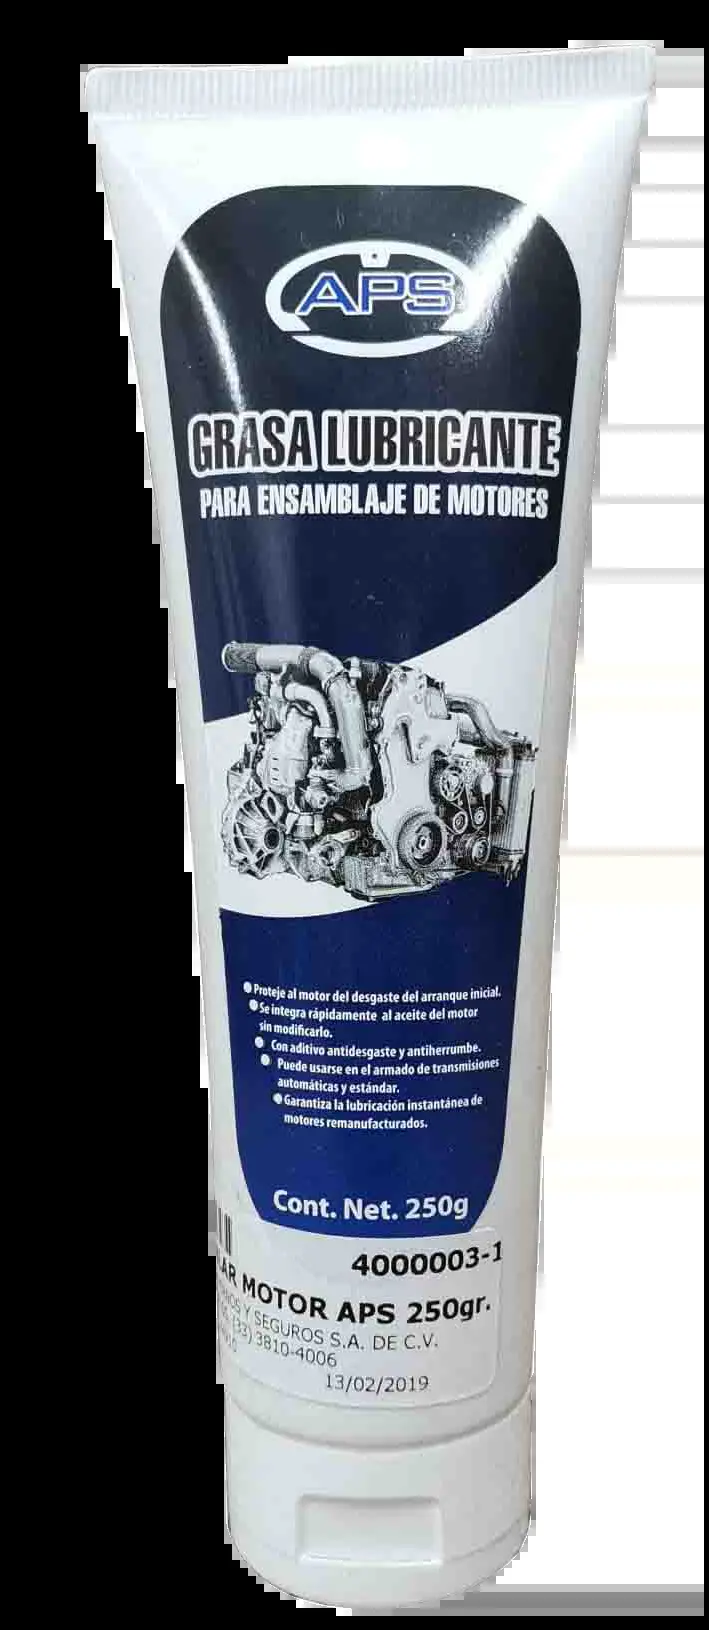 APS
GRASA LUBRICANTE
PARA ENSAMBLAJE DE MOTORES
Proteje al motor del desgaste del arranque inicial.
Se integra rápidamente al aceite del motor
sin modificarlo.
Con aditivo antidesgaste y antiherrumbe.
Puede usarse en el armado de transmisiones
automáticas y estándar.
Garantiza la lubricación instantánea de
motores remanufacturados.
Cont. Net. 250g
4000003-1
MOTOR APS 250gr.
Y SEGUROS S.A. DE C.V.
(33) 3810-4006
13/02/2019